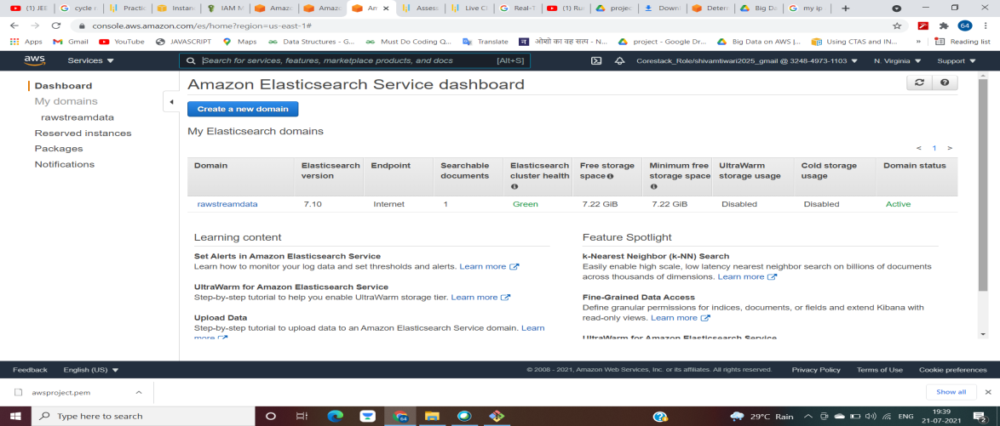 (1) JEE
cycle r
Practic
Instan
IAM M
Amazo
Amazo
An
Assess
Live Cl
Real-T
(1) Rur
projec
Downl
Detern
Big Da
my ip
console.aws.amazon.com/es/home?region=us-east-1#
64
Apps Gmail YouTube JAVASCRIPT Maps Data Structures - G... Must Do Coding Q... Translate ओशो का वह सत्य - N... project - Google Dr... Big Data on AWS |... Using CTAS and IN... » Reading list
aws Services Search for services, features, marketplace products, and docs [Alt+S] Corestack_Role/shivamtiwari2025_gmail @ 3248-4973-1103 N. Virginia Support
Dashboard
My domains
rawstreamdata
Reserved instances
Packages
Notifications
Amazon Elasticsearch Service dashboard
Create a new domain
My Elasticsearch domains
< 1 >
Domain Elasticsearch version Endpoint Searchable documents Elasticsearch cluster health Free storage space Minimum free storage space UltraWarm storage usage Cold storage usage Domain status
rawstreamdata 7.10 Internet 1 Green 7.22 GiB 7.22 GiB Disabled Disabled Active
Learning content
Set Alerts in Amazon Elasticsearch Service
Learn how to monitor your log data and set thresholds and alerts. Learn more
UltraWarm for Amazon Elasticsearch Service
Step-by-step tutorial to help you enable UltraWarm storage tier. Learn more
Upload Data
Step-by-step tutorial to upload data to an Amazon Elasticsearch Service domain. Learn
more
Feature Spotlight
k-Nearest Neighbor (k-NN) Search
Easily enable high scale, low latency nearest neighbor search on billions of documents
across thousands of dimensions. Learn more
Fine-Grained Data Access
Define granular permissions for indices, documents, or fields and extend Kibana with
read-only views. Learn more
UltraWarm for Amazon Elasticsearch Service
Feedback English (US) © 2008 - 2021, Amazon Web Services, Inc. or its affiliates. All rights reserved. Privacy Policy Terms of Use Cookie preferences
awsproject.pem Show all
Type here to search 29°C Rain ENG 19:39
21-07-2021